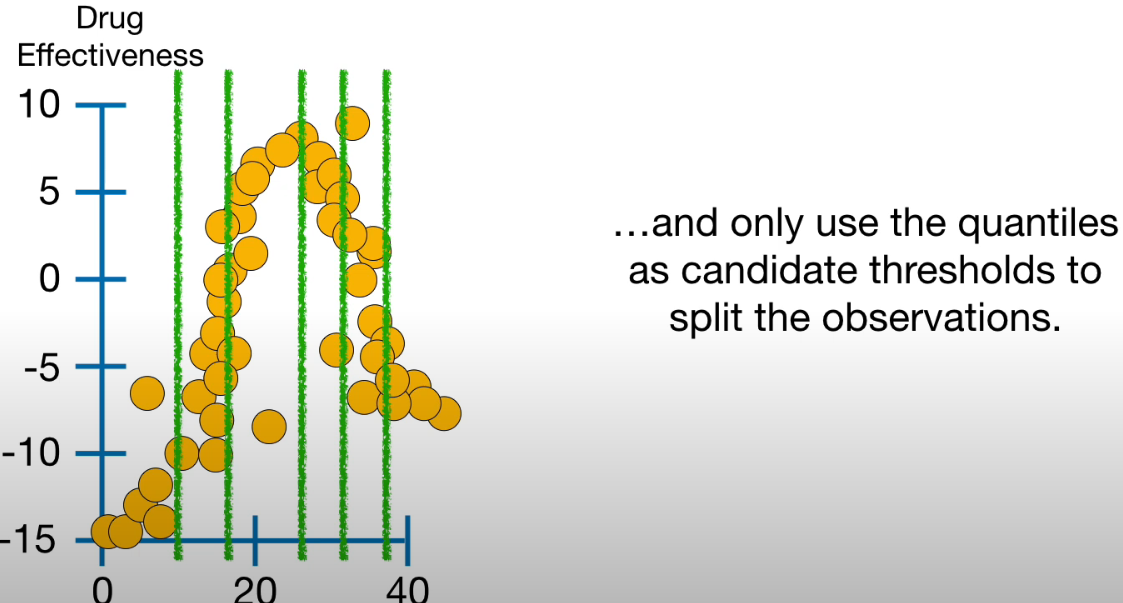 Drug
Effectiveness
10
5
0
-5
-10
-15
0
20
40
...and only use the quantiles
as candidate thresholds to
split the observations.